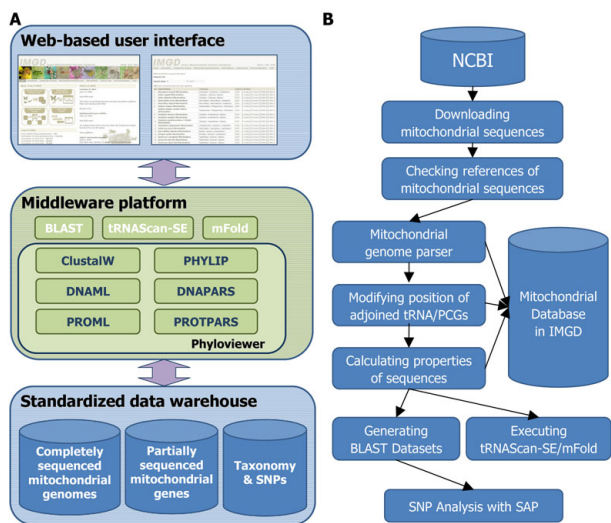 A
Web-based user interface
IMGD
IMGD
Middleware platform
BLAST
tRNAScan-SE
mFold
ClustalW
PHYLIP
DNAML
DNAPARS
PROML
PROTPARS
Phyloviewer
Standardized data warehouse
Completely
sequenced
mitochondrial
genomes
Partially
sequenced
mitochondrial
genes
Taxonomy
& SNPs
B
NCBI
Downloading
mitochondrial sequences
Checking references of
mitochondrial sequences
Mitochondrial
genome parser
Modifying position of
adjoined tRNA/PCGs
Calculating properties
of sequences
Mitochondrial
Database
in IMGD
Generating
BLAST Datasets
Executing
tRNAScan-SE/mFold
SNP Analysis with SAP